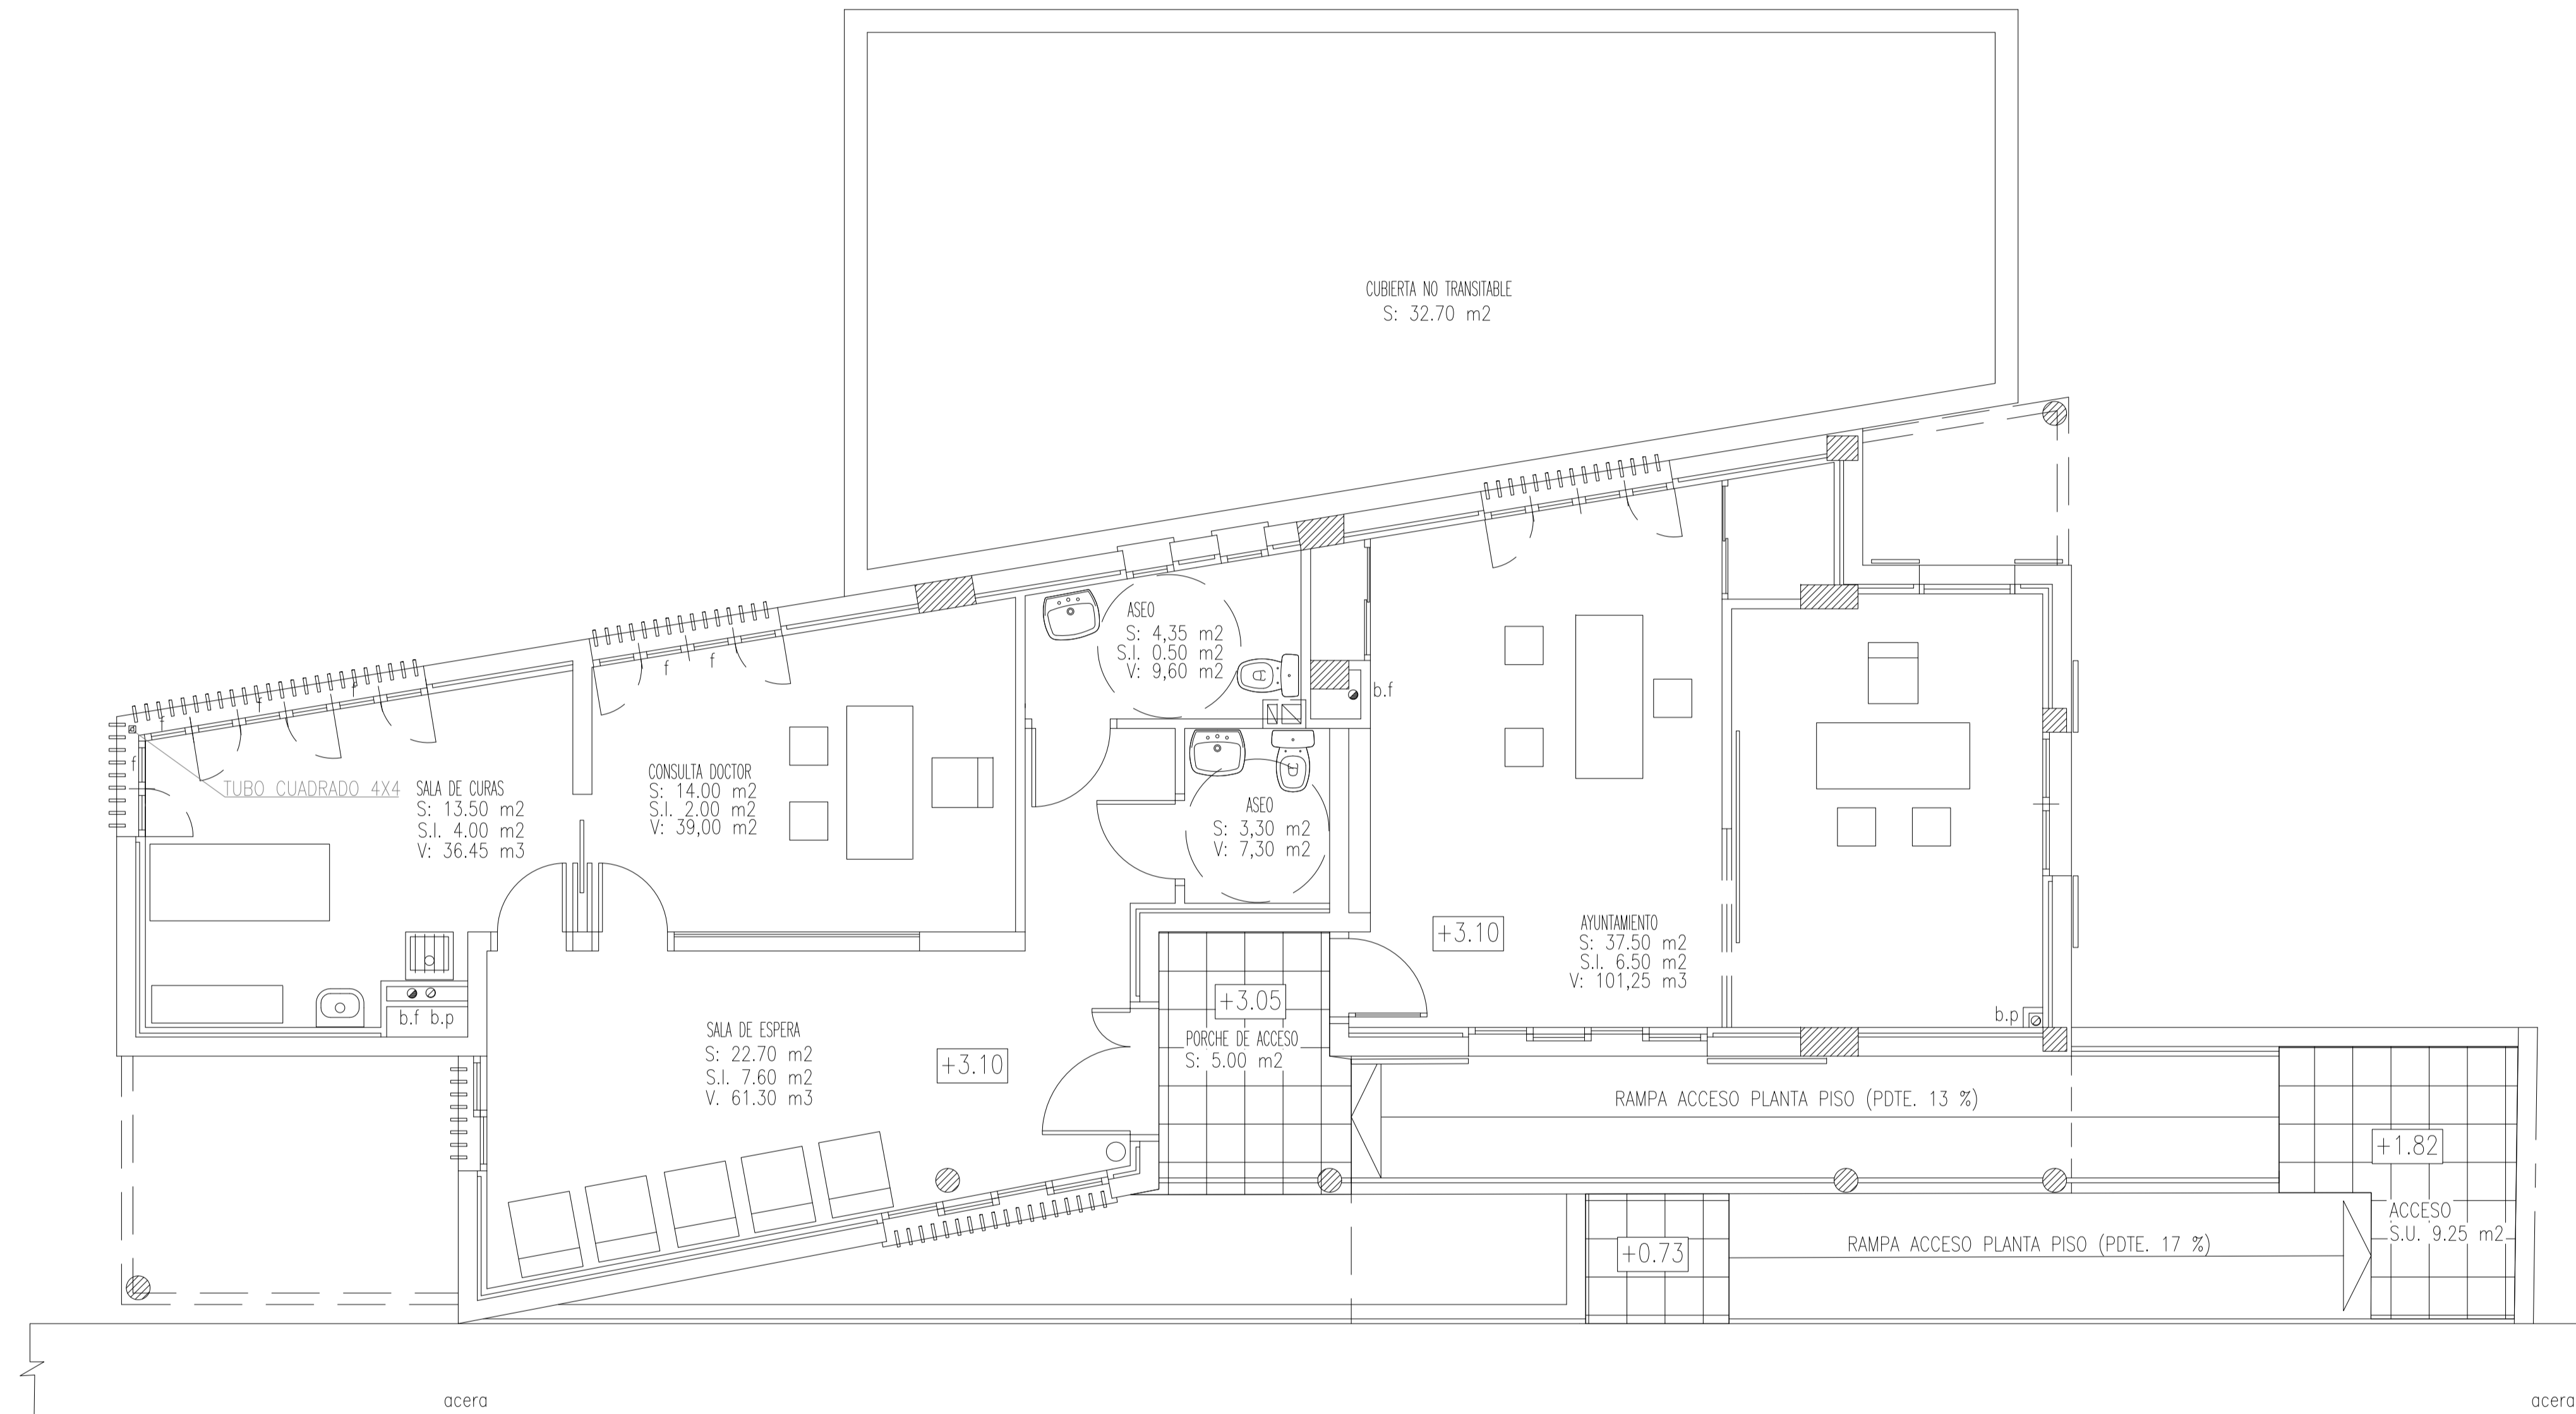 CUBIERTA NO TRANSITABLE
S: 32.70 m2
ASEO
S: 4,35 m2
S.I. 0.50 m2
V: 9,60 m2
b.f
f
f
f
f
f
f
TUBO CUADRADO 4X4
SALA DE CURAS
S: 13.50 m2
S.I. 4.00 m2
V: 36.45 m3
CONSULTA DOCTOR
S: 14.00 m2
S.I. 2.00 m2
V: 39,00 m2
ASEO
S: 3,30 m2
V: 7,30 m2
+3.10
AYUNTAMIENTO
S: 37.50 m2
S.I. 6.50 m2
V: 101,25 m3
b.f b.p
b.p
SALA DE ESPERA
S: 22.70 m2
S.I. 7.60 m2
V. 61.30 m3
+3.10
+3.05
PORCHE DE ACCESO
S: 5.00 m2
RAMPA ACCESO PLANTA PISO (PDTE. 13 %)
+1.82
ACCESO
S.U. 9.25 m2
+0.73
RAMPA ACCESO PLANTA PISO (PDTE. 17 %)
acera
acera